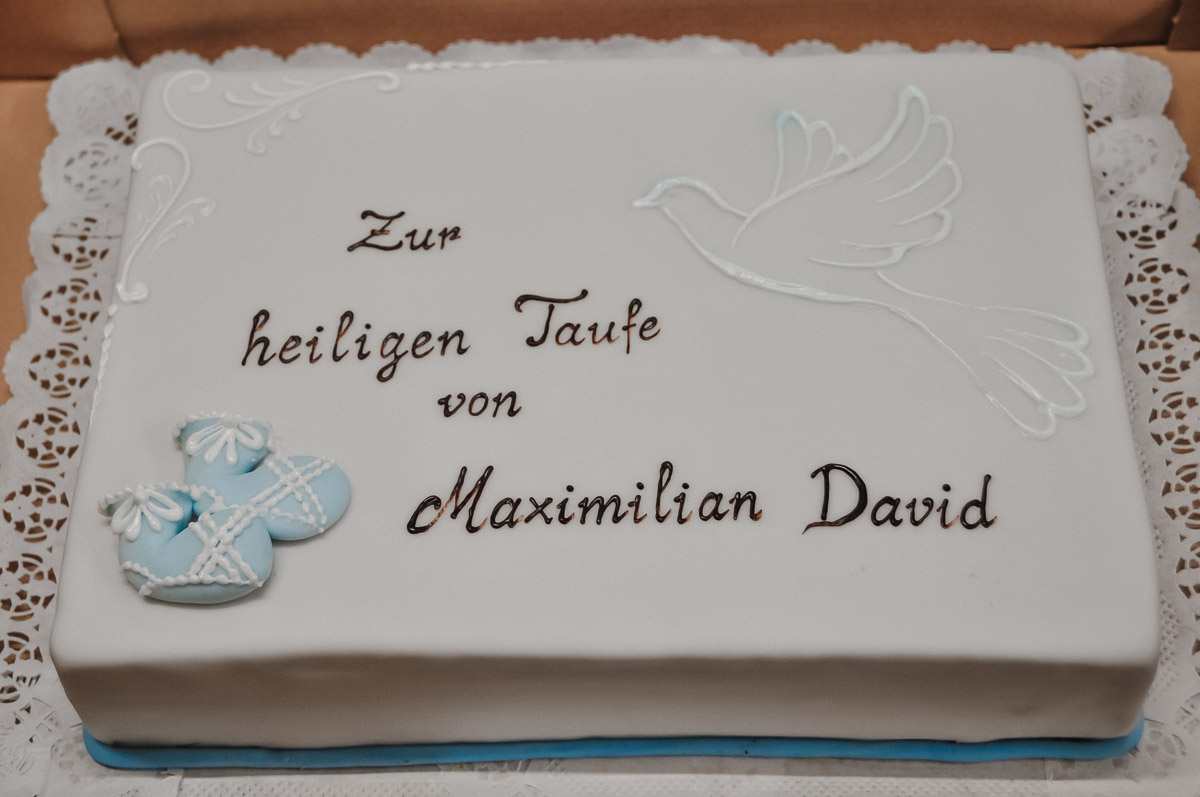 Zur
heiligen Taufe
von
Maximilian David